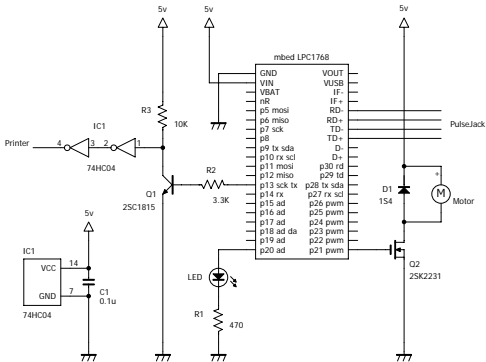 5v
5v
5v
mbed LPC1768
GND
VIN
VBAT
nR
p5 mosi
p6 miso
p7 sck
p8
p9 tx sda
p10 rx scl
p11 mosi
p12 miso
p13 sck tx
p14 rx
p15 ad
p16 ad
p17 ad
p18 ad da
p19 ad
p20 ad
VOUT
VUSB
IF-
IF+
RD-
RD+
TD-
TD+
D-
D+
p30 rd
p29 td
p28 tx sda
p27 rx scl
p26 pwm
p25 pwm
p24 pwm
p23 pwm
p22 pwm
p21 pwm
PulseJack
R3
10K
IC1
Printer
4
3
2
1
74HC04
Q1
2SC1815
R2
3.3K
D1
1S4
+
M
Motor
Q2
2SK2231
5v
IC1
VCC
14
GND
7
74HC04
C1
0.1u
LED
R1
470